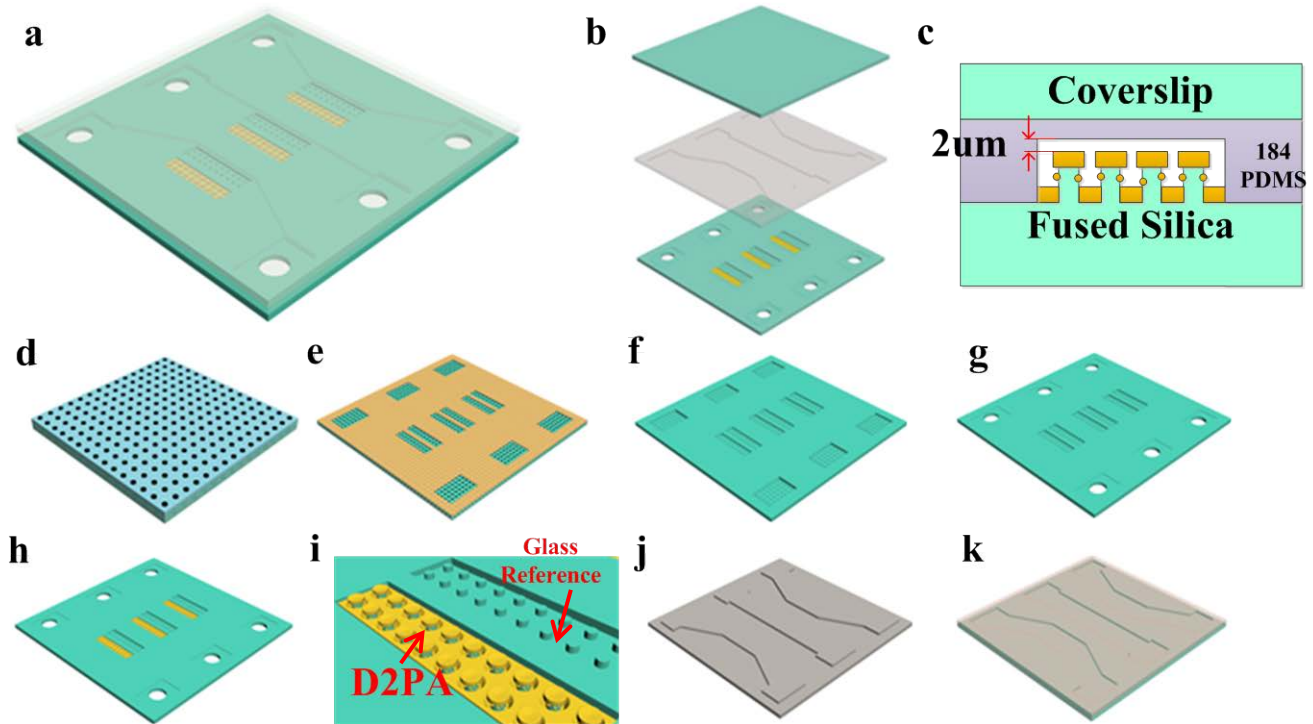 a
b
c
Coverslip
2um
184
PDMS
Fused Silica
d
e
f
g
h
i
Glass
Reference
D2PA
j
k